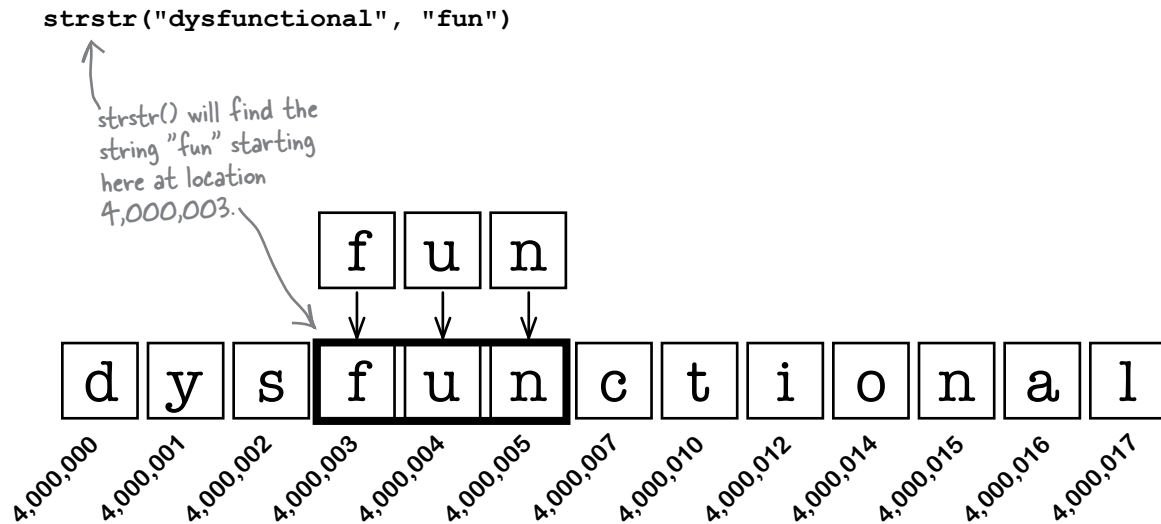 strstr("dysfunctional", "fun")
strstr() will find the
string "fun" starting
here at location
4,000,003.
f u n
d y s f u n c t i o n a l
4,000,000 4,000,001 4,000,002 4,000,003 4,000,004 4,000,005 4,000,007 4,000,010 4,000,012 4,000,014 4,000,015 4,000,016 4,000,017